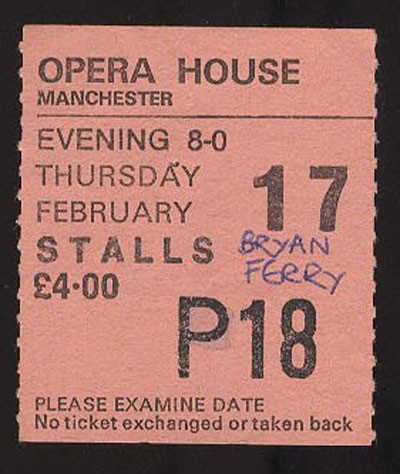 OPERA HOUSE
MANCHESTER
EVENING 8-0
THURSDAY 17
FEBRUARY
STALLS BRYAN
£4·00 FERRY
P18
PLEASE EXAMINE DATE
No ticket exchanged or taken back